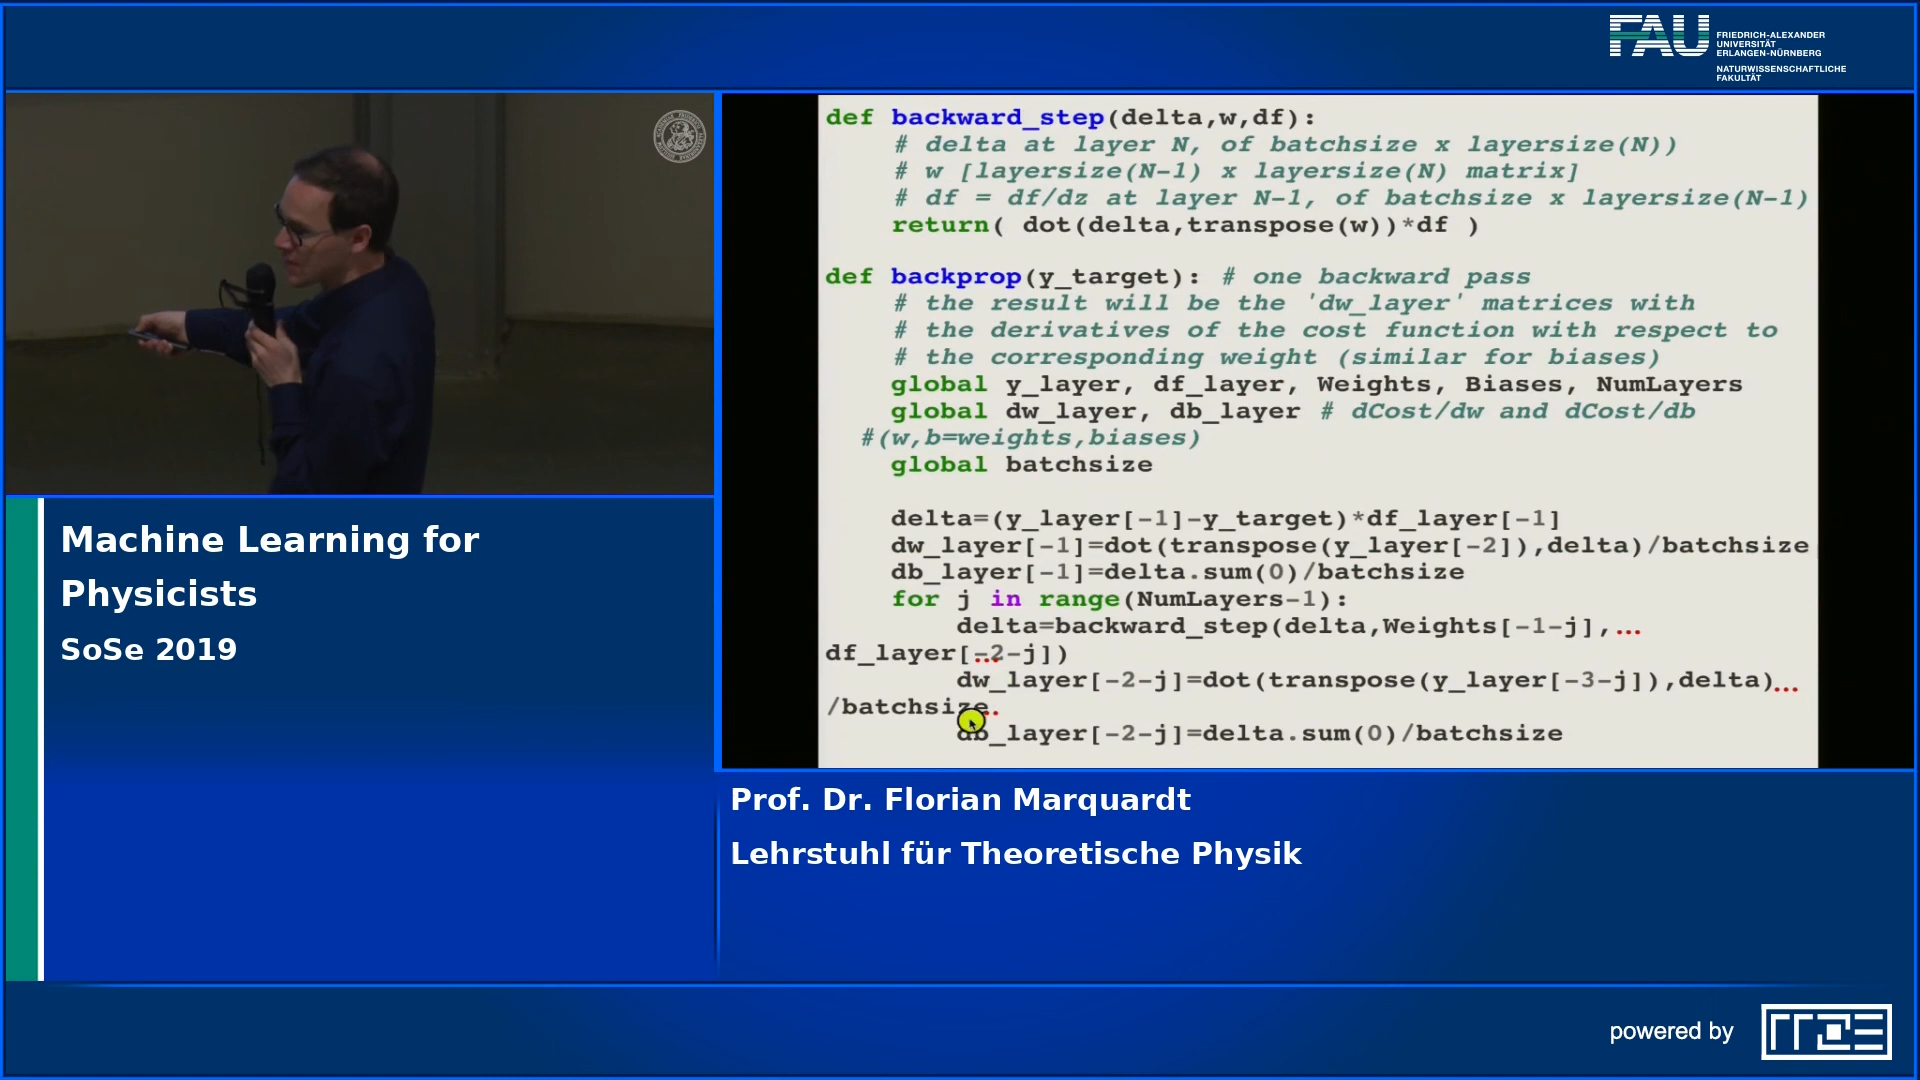 FAU
FRIEDRICH-ALEXANDER
UNIVERSITÄT
ERLANGEN-NÜRNBERG
NATURWISSENSCHAFTLICHE
FAKULTÄT
def backward_step(delta,w,df):
# delta at layer N, of batchsize x layersize(N))
# w [layersize(N-1) x layersize(N) matrix]
# df = df/dz at layer N-1, of batchsize x layersize(N-1)
return( dot(delta,transpose(w))*df )
def backprop(y_target): # one backward pass
# the result will be the 'dw_layer' matrices with
# the derivatives of the cost function with respect to
# the corresponding weight (similar for biases)
global y_layer, df_layer, Weights, Biases, NumLayers
global dw_layer, db_layer # dCost/dw and dCost/db
#(w,b=weights,biases)
global batchsize
delta=(y_layer[-1]-y_target)*df_layer[-1]
dw_layer[-1]=dot(transpose(y_layer[-2]),delta)/batchsize
db_layer[-1]=delta.sum(0)/batchsize
for j in range(NumLayers-1):
delta=backward_step(delta,Weights[-1-j],...
df_layer[-2-j])
dw_layer[-2-j]=dot(transpose(y_layer[-3-j]),delta)...
/batchsize
db_layer[-2-j]=delta.sum(0)/batchsize
Machine Learning for
Physicists
SoSe 2019
Prof. Dr. Florian Marquardt
Lehrstuhl für Theoretische Physik
powered by